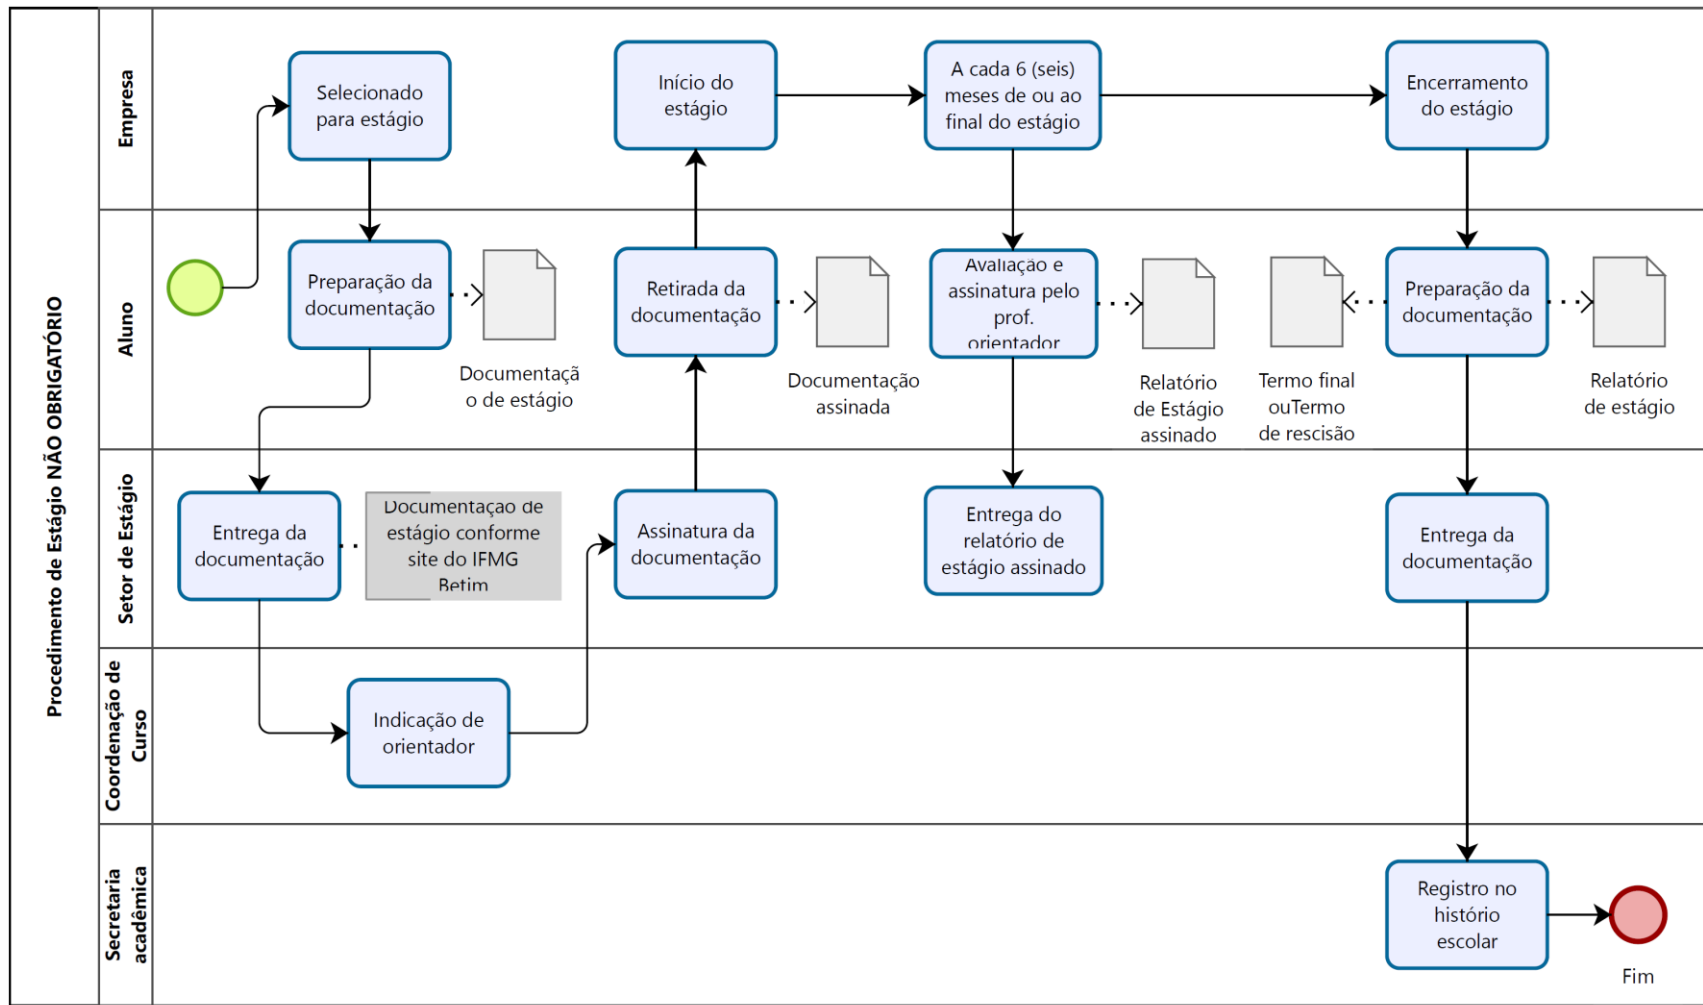 Procedimento de Estágio NÃO OBRIGATÓRIO
Empresa
Selecionado
para estágio
Início do
estágio
A cada 6 (seis)
meses de ou ao
final do estágio
Encerramento
do estágio
Aluno
Preparação da
documentação
Documentaçã
o de estágio
Retirada da
documentação
Documentação
assinada
Avaliação e
assinatura pelo
prof.
orientador
Relatório
de Estágio
assinado
Termo final
ouTermo
de rescisão
Preparação da
documentação
Relatório
de estágio
Setor de Estágio
Entrega da
documentação
Documentação de
estágio conforme
site do IFMG
Betim
Assinatura da
documentação
Entrega do
relatório de
estágio assinado
Entrega da
documentação
Coordenação de
Curso
Indicação de
orientador
Secretaria
acadêmica
Registro no
histório
escolar
Fim